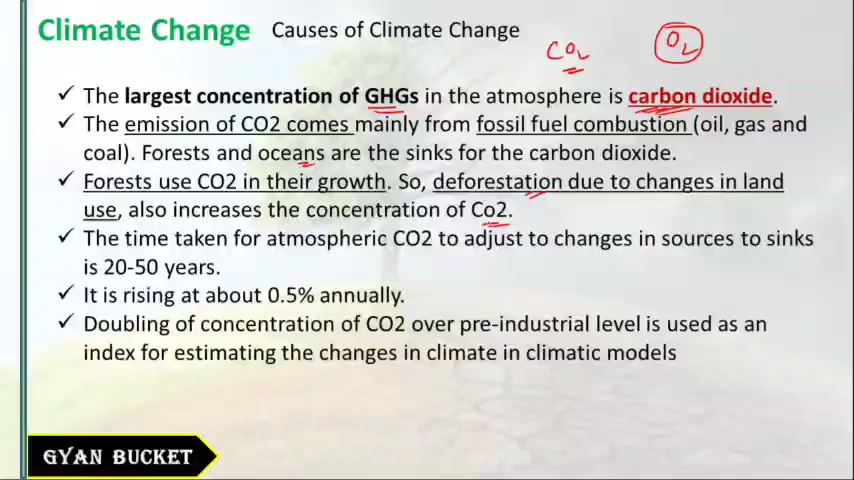 Climate Change Causes of Climate Change
CO2 O2
✓ The largest concentration of GHGs in the atmosphere is carbon dioxide.
✓ The emission of CO2 comes mainly from fossil fuel combustion (oil, gas and
coal). Forests and oceans are the sinks for the carbon dioxide.
✓ Forests use CO2 in their growth. So, deforestation due to changes in land
use, also increases the concentration of Co2.
✓ The time taken for atmospheric CO2 to adjust to changes in sources to sinks
is 20-50 years.
✓ It is rising at about 0.5% annually.
✓ Doubling of concentration of CO2 over pre-industrial level is used as an
index for estimating the changes in climate in climatic models
GYAN BUCKET